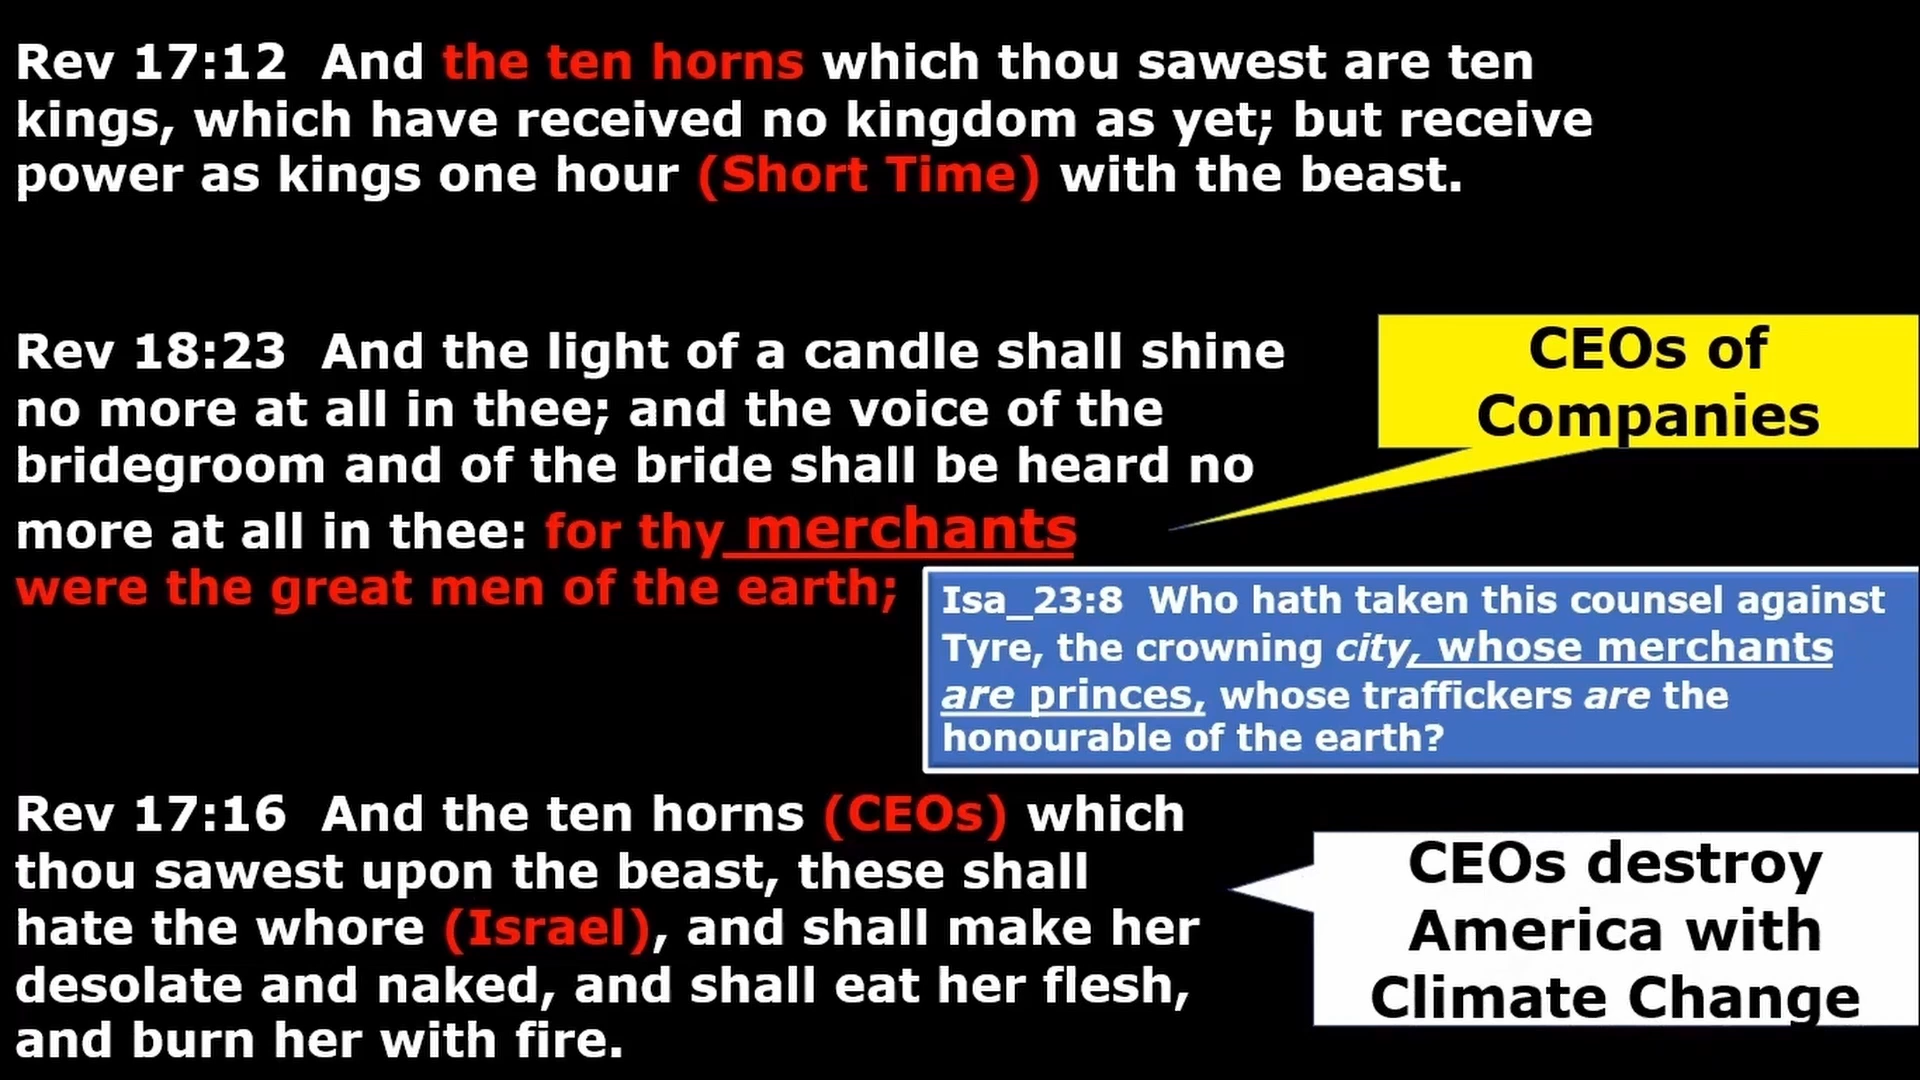 Rev 17:12  And the ten horns which thou sawest are ten
kings, which have received no kingdom as yet; but receive
power as kings one hour (Short Time) with the beast.
Rev 18:23  And the light of a candle shall shine
no more at all in thee; and the voice of the
bridegroom and of the bride shall be heard no
more at all in thee: for thy merchants
were the great men of the earth;
CEOs of
Companies
Isa_23:8  Who hath taken this counsel against
Tyre, the crowning city, whose merchants
are princes, whose traffickers are the
honourable of the earth?
Rev 17:16  And the ten horns (CEOs) which
thou sawest upon the beast, these shall
hate the whore (Israel), and shall make her
desolate and naked, and shall eat her flesh,
and burn her with fire.
CEOs destroy
America with
Climate Change